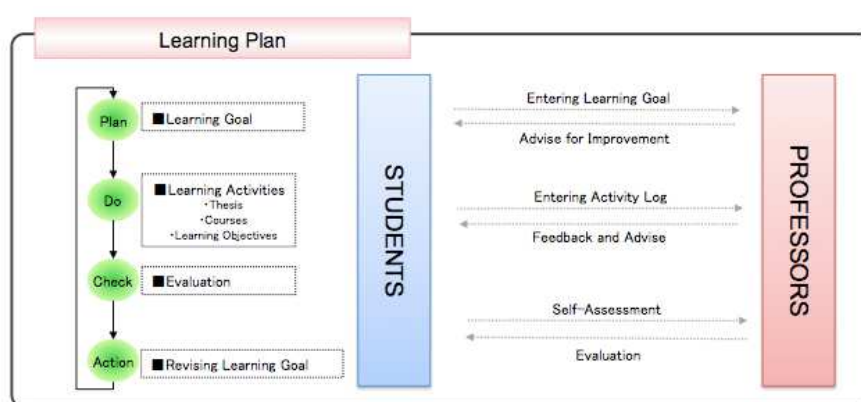 Learning Plan
Plan
■Learning Goal
Do
■Learning Activities
・Thesis
・Courses
・Learning Objectives
Check
■Evaluation
Action
■Revising Learning Goal
STUDENTS
Entering Learning Goal
Advise for Improvement
Entering Activity Log
Feedback and Advise
Self-Assessment
Evaluation
PROFESSORS